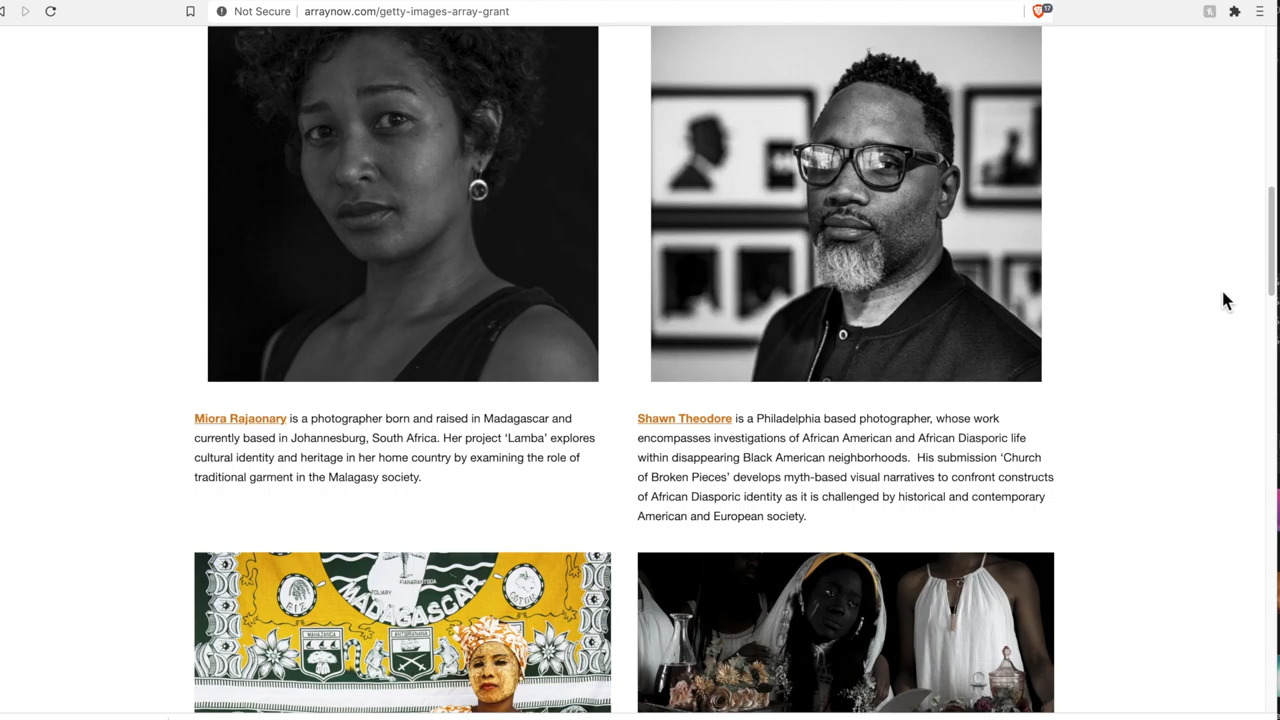 Not Secure arraynow.com/getty-images-array-grant
17
Miora Rajaonary is a photographer born and raised in Madagascar and
currently based in Johannesburg, South Africa. Her project ‘Lamba’ explores
cultural identity and heritage in her home country by examining the role of
traditional garment in the Malagasy society.
Shawn Theodore is a Philadelphia based photographer, whose work
encompasses investigations of African American and African Diasporic life
within disappearing Black American neighborhoods.  His submission ‘Church
of Broken Pieces’ develops myth-based visual narratives to confront constructs
of African Diasporic identity as it is challenged by historical and contemporary
American and European society.
MADAGASCAR